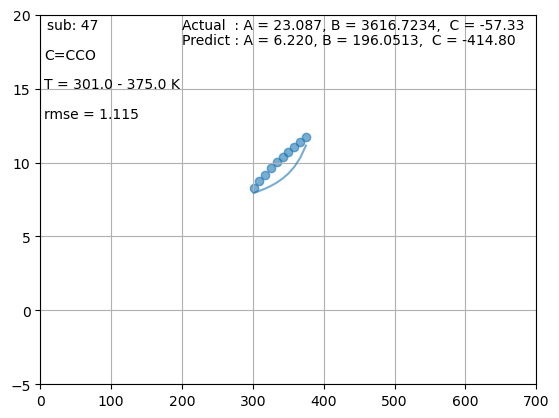 sub: 47
Actual : A = 23.087, B = 3616.7234, C = -57.33
Predict : A = 6.220, B = 196.0513, C = -414.80
C=CCO
T = 301.0 - 375.0 K
rmse = 1.115
20
15
10
5
0
−5
0 100 200 300 400 500 600 700